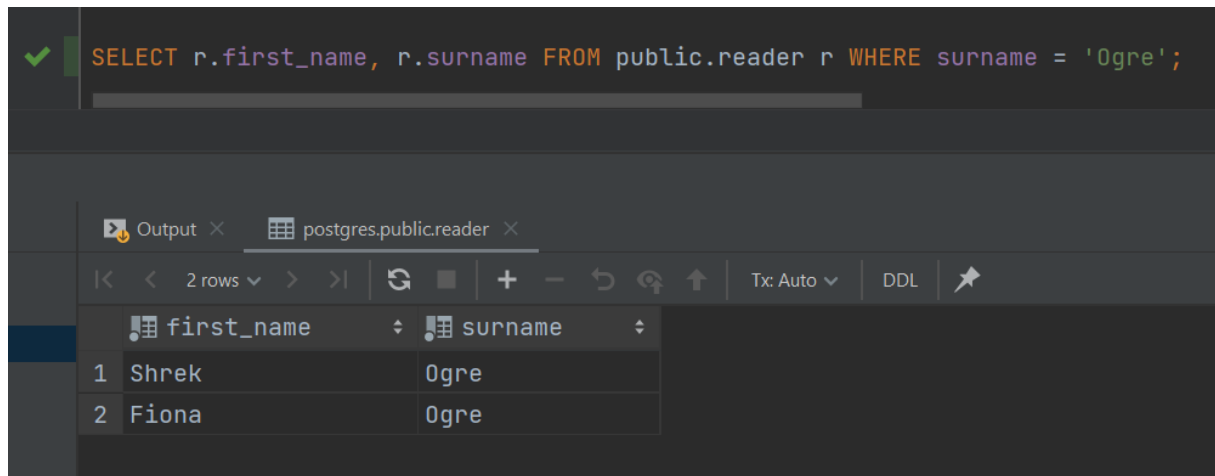 SELECT r.first_name, r.surname FROM public.reader r WHERE surname = 'Ogre';
Output
postgres.public.reader
2 rows
Tx: Auto
DDL
first_name surname
1 Shrek Ogre
2 Fiona Ogre